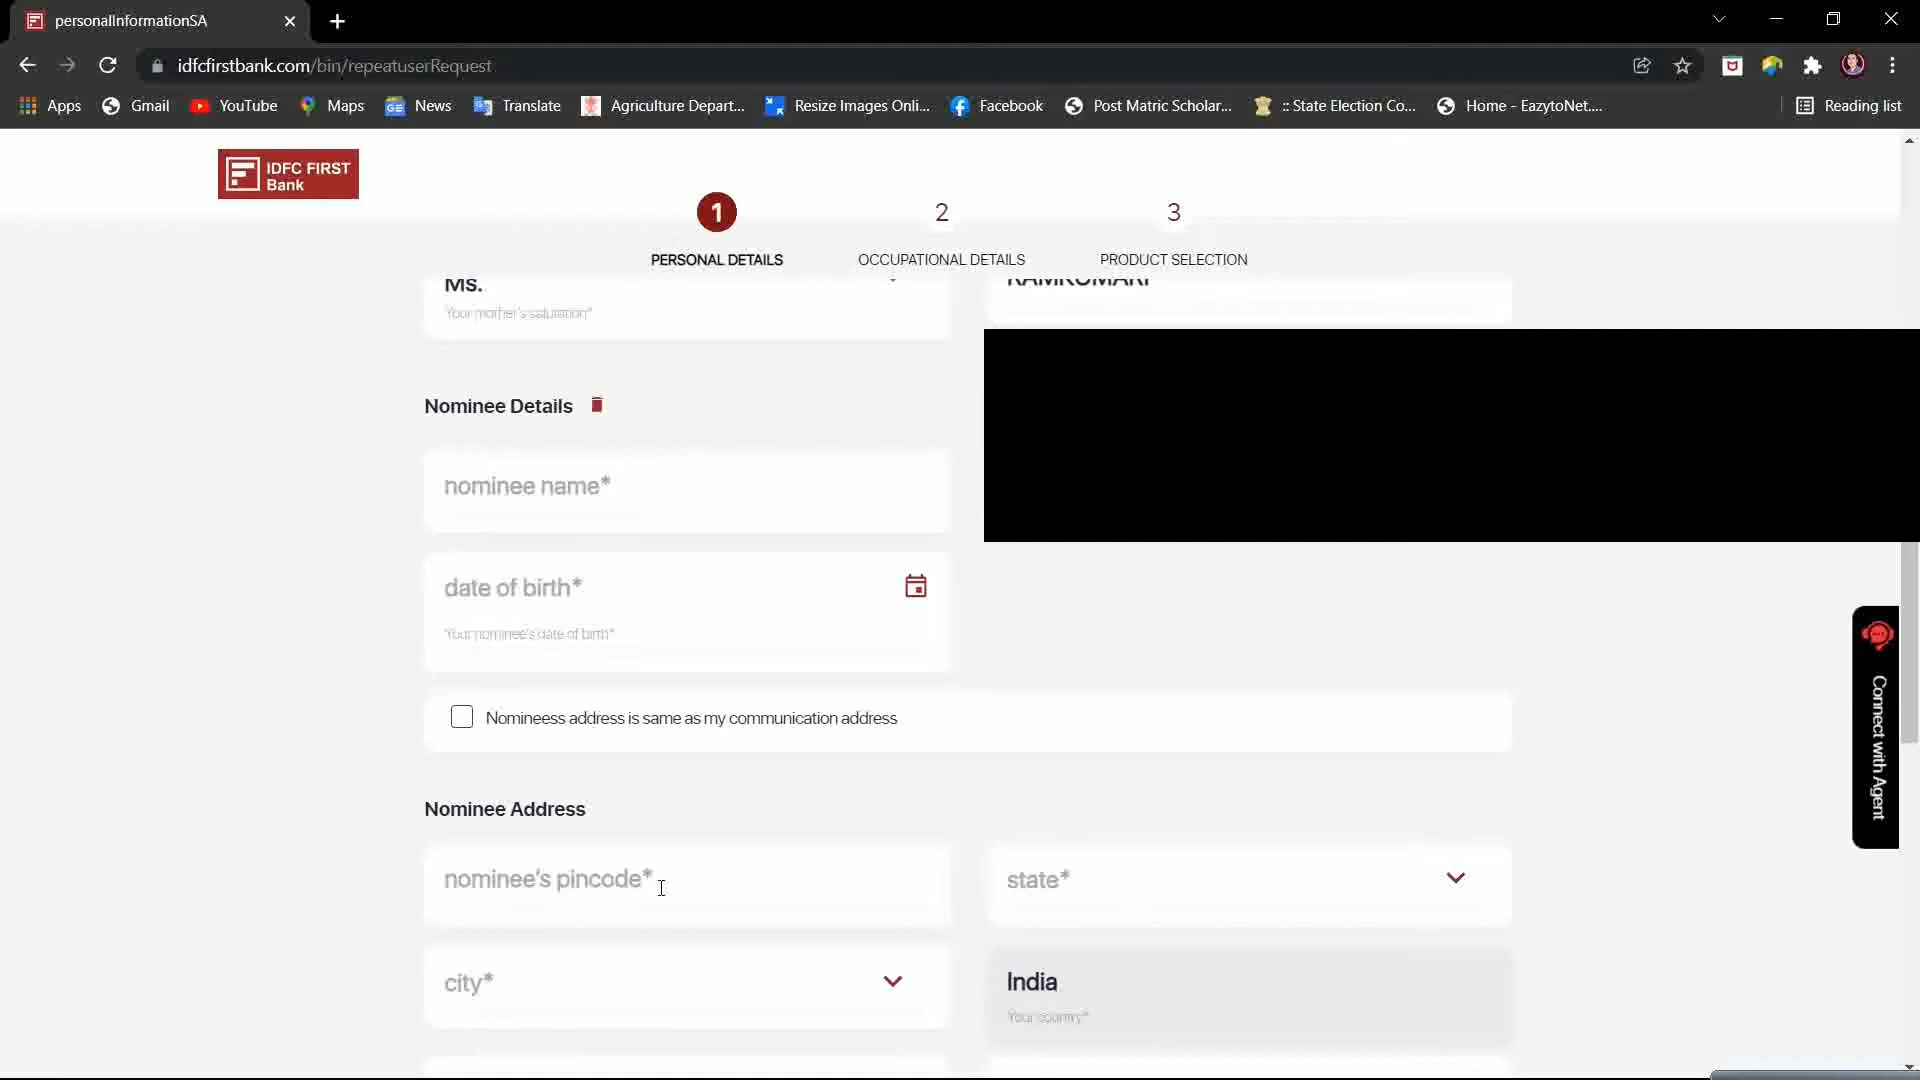 personalInformationSA
idfcfirstbank.com/bin/repeatuserRequest
Apps Gmail YouTube Maps News Translate Agriculture Depart... Resize Images Onli... Facebook Post Matric Scholar... :: State Election Co... Home - EazytoNet.... Reading list
IDFC FIRST
Bank
1 2 3
PERSONAL DETAILS OCCUPATIONAL DETAILS PRODUCT SELECTION
Ms. RAMKUMARI
Your mother's salutation*
Nominee Details
nominee name*
date of birth*
Your nominee's date of birth*
Nomineess address is same as my communication address
Connect with Agent
Nominee Address
nominee's pincode* state*
city* India
Your country*